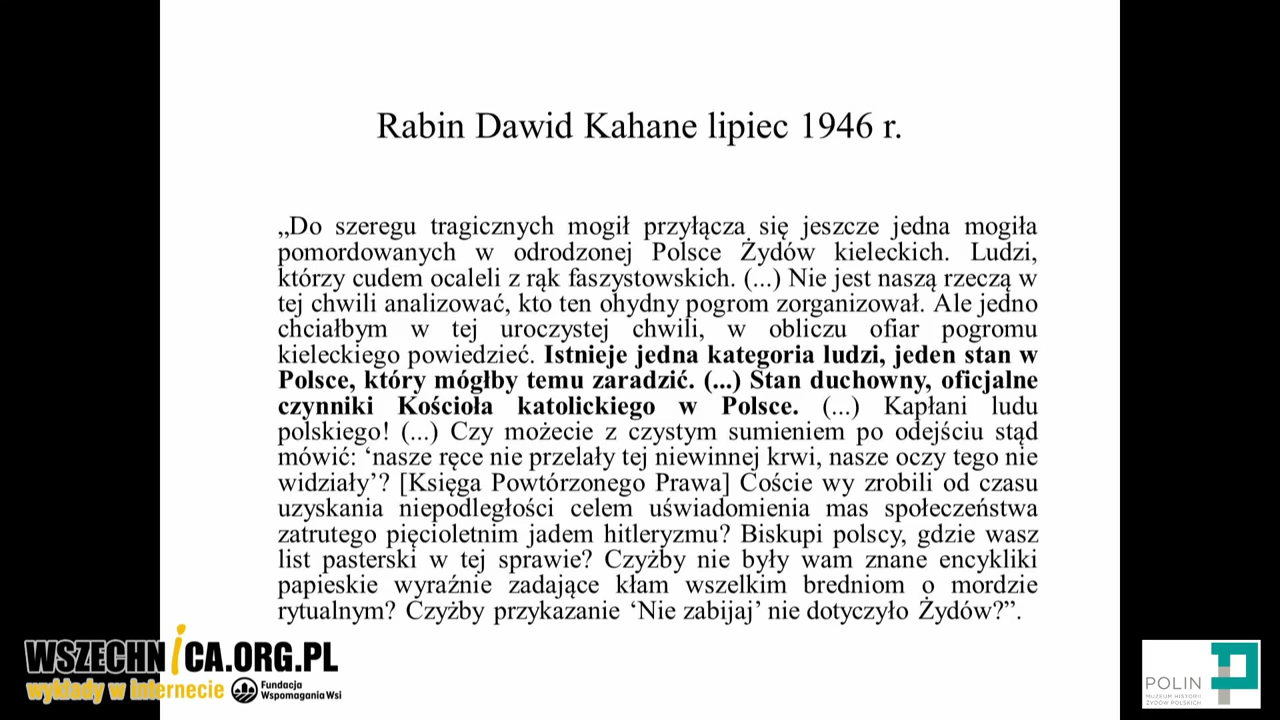 Rabin Dawid Kahane lipiec 1946 r.
„Do szeregu tragicznych mogił przyłącza się jeszcze jedna mogiła
pomordowanych w odrodzonej Polsce Żydów kieleckich. Ludzi,
którzy cudem ocaleli z rąk faszystowskich. (...) Nie jest naszą rzeczą w
tej chwili analizować, kto ten ohydny pogrom zorganizował. Ale jedno
chciałbym w tej uroczystej chwili, w obliczu ofiar pogromu
kieleckiego powiedzieć. Istnieje jedna kategoria ludzi, jeden stan w
Polsce, który mógłby temu zaradzić. (...) Stan duchowny, oficjalne
czynniki Kościoła katolickiego w Polsce. (...) Kapłani ludu
polskiego! (...) Czy możecie z czystym sumieniem po odejściu stąd
mówić: ‘nasze ręce nie przelały tej niewinnej krwi, nasze oczy tego nie
widziały’? [Księga Powtórzonego Prawa] Coście wy zrobili od czasu
uzyskania niepodległości celem uświadomienia mas społeczeństwa
zatrutego pięcioletnim jadem hitleryzmu? Biskupi polscy, gdzie wasz
list pasterski w tej sprawie? Czyżby nie były wam znane encykliki
papieskie wyraźnie zadające kłam wszelkim bredniom o mordzie
rytualnym? Czyżby przykazanie ‘Nie zabijaj’ nie dotyczyło Żydów?”.
WSZECHNiCA.ORG.PL
wykłady w internecie
Fundacja
Wspomagania Wsi
POLIN
MUZEUM HISTORII
ŻYDÓW POLSKICH